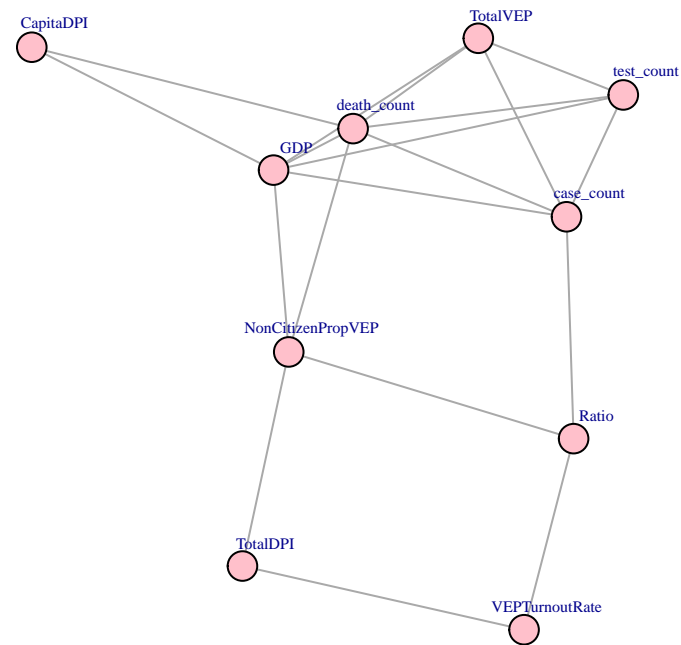 TotalVEP
CapitaDPI
test_count
death_count
GDP
case_count
NonCitizenPropVEP
Ratio
TotalDPI
VEPTurnoutRate